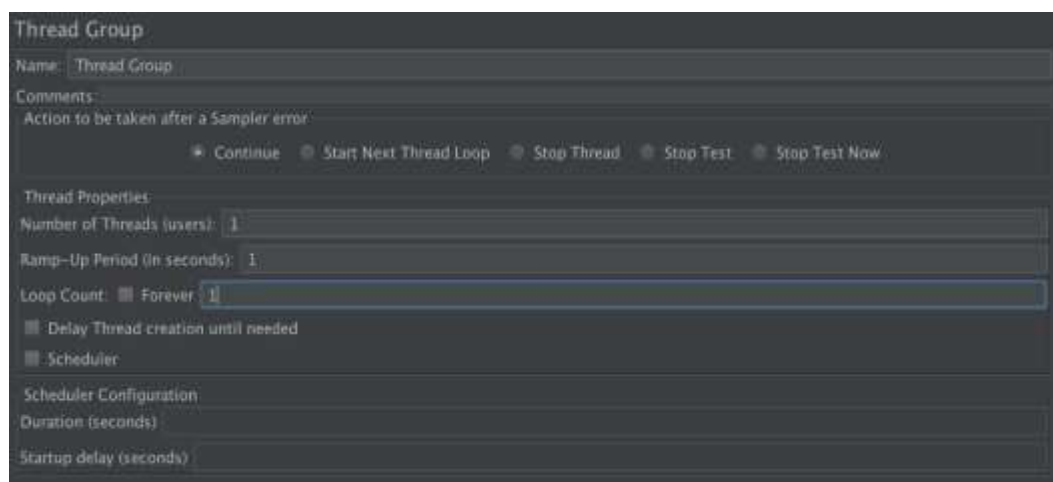 Thread Group
Name: Thread Group
Comments:
Action to be taken after a Sampler error
Continue Start Next Thread Loop Stop Thread Stop Test Stop Test Now
Thread Properties
Number of Threads (users): 1
Ramp-Up Period (in seconds): 1
Loop Count: Forever 1
Delay Thread creation until needed
Scheduler
Scheduler Configuration
Duration (seconds)
Startup delay (seconds)